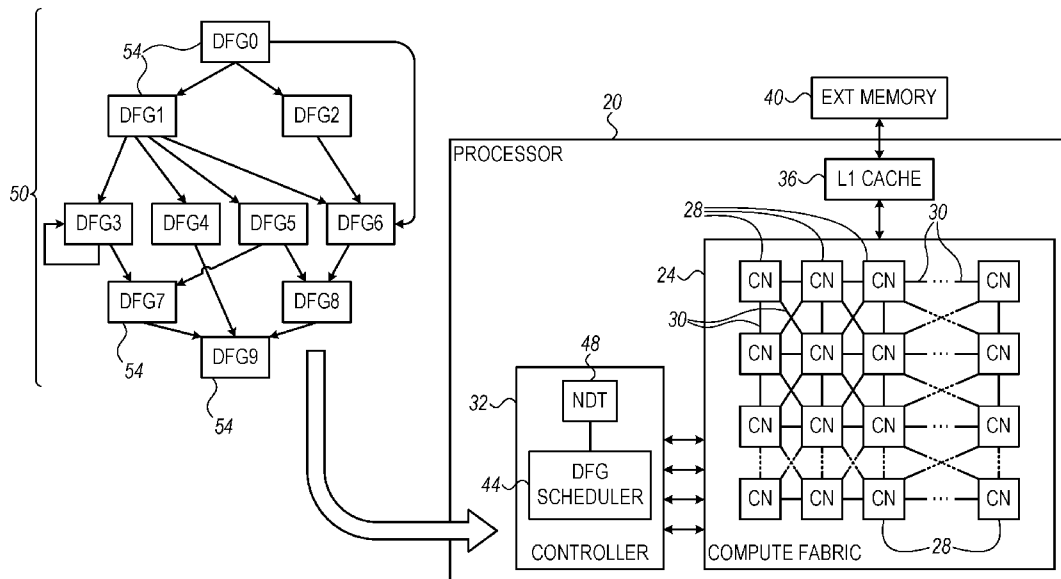 50
54
DFG0
DFG1
DFG2
DFG3
DFG4
DFG5
DFG6
DFG7
DFG8
54
DFG9
54
20
40
EXT MEMORY
PROCESSOR
36
L1 CACHE
28
30
24
CN CN CN ... CN
30
CN CN CN ... CN
CN CN CN ... CN
CN CN CN ... CN
28
COMPUTE FABRIC
48
32
NDT
44
DFG
SCHEDULER
CONTROLLER